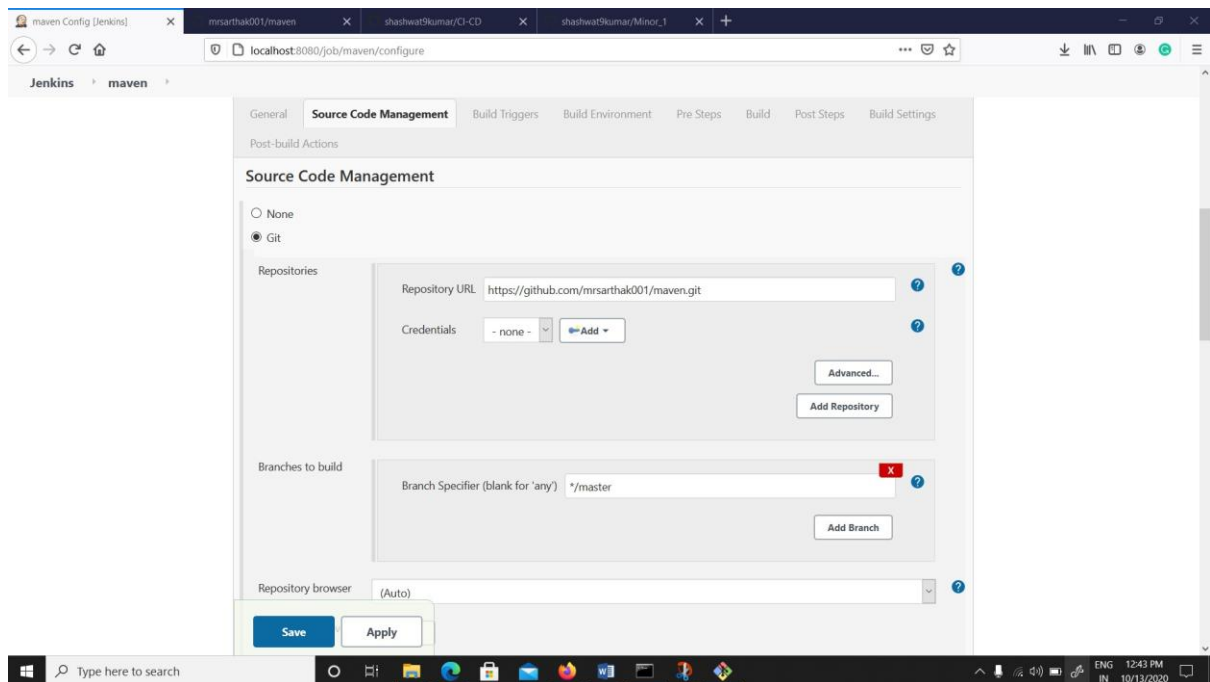 maven Config [Jenkins]
mrsarthak001/maven
shashwat9kumar/CI-CD
shashwat9kumar/Minor_1
localhost:8080/job/maven/configure
Jenkins maven
General Source Code Management Build Triggers Build Environment Pre Steps Build Post Steps Build Settings
Post-build Actions
Source Code Management
None
Git
Repositories
Repository URL https://github.com/mrsarthak001/maven.git
Credentials - none - Add
Advanced...
Add Repository
Branches to build
X
Branch Specifier (blank for 'any') */master
Add Branch
Repository browser (Auto)
Save Apply
Type here to search
ENG 12:43 PM
IN 10/13/2020